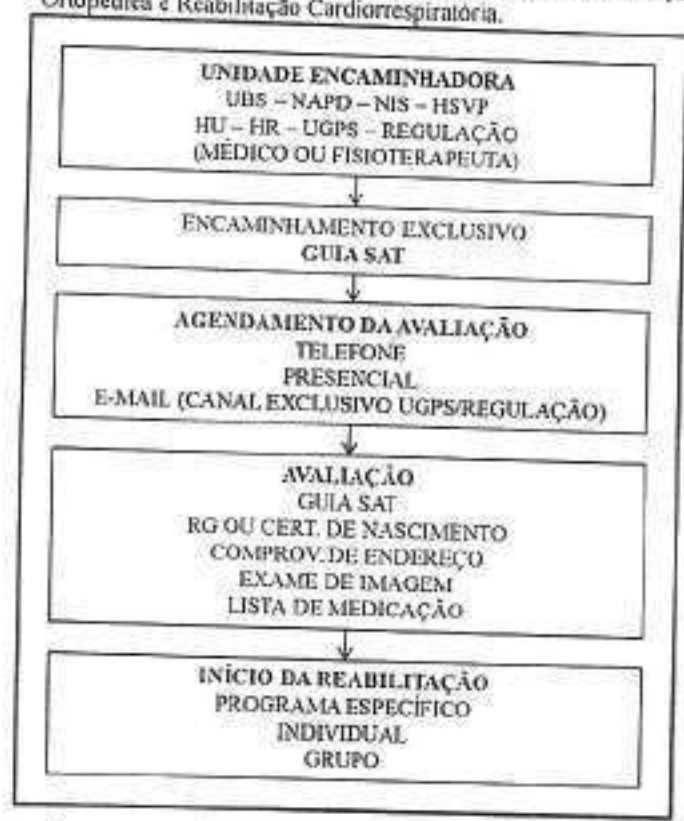 Ortopédica e Reabilitação Cardiorrespiratória.
UNIDADE ENCAMINHADORA
UBS – NAPD – NIS – HSVP
HU – HR – UGPS – REGULAÇÃO
(MÉDICO OU FISIOTERAPEUTA)
ENCAMINHAMENTO EXCLUSIVO
GUIA SAT
AGENDAMENTO DA AVALIAÇÃO
TELEFONE
PRESENCIAL
E-MAIL (CANAL EXCLUSIVO UGPS/REGULAÇÃO)
AVALIAÇÃO
GUIA SAT
RG OU CERT. DE NASCIMENTO
COMPROV. DE ENDEREÇO
EXAME DE IMAGEM
LISTA DE MEDICAÇÃO
INÍCIO DA REABILITAÇÃO
PROGRAMA ESPECÍFICO
INDIVIDUAL
GRUPO